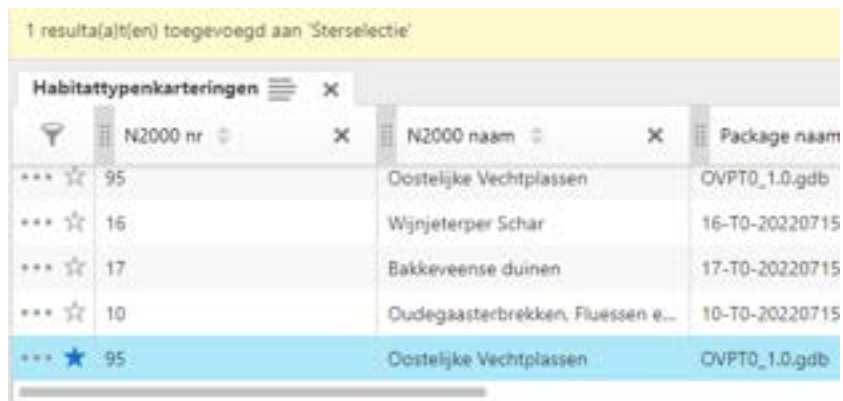 1 resulta(a)t(en) toegevoegd aan 'Sterselectie'
Habitattypenkarteringen
N2000 nr N2000 naam Package naam
95 Oostelijke Vechtplassen OVPT0_1.0.gdb
16 Wijnjeterper Schar 16-T0-20220715
17 Bakkeveense duinen 17-T0-20220715
10 Oudegaasterbrekken, Fluessen e... 10-T0-20220715
95 Oostelijke Vechtplassen OVPT0_1.0.gdb